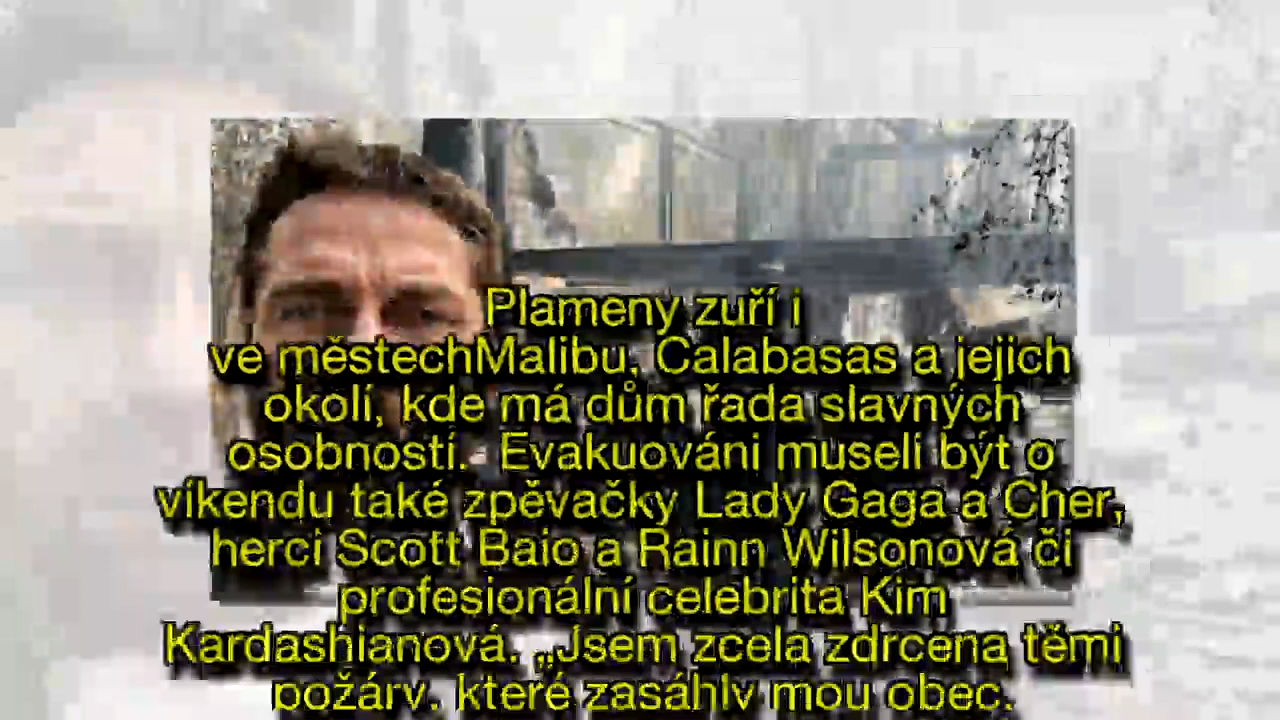 Plameny zuří i
ve městechMalibu, Calabasas a jejich
okolí, kde má dům řada slavných
osobností.  Evakuováni museli být o
víkendu také zpěvačky Lady Gaga a Cher,
herci Scott Baio a Rainn Wilsonová či
profesionální celebrita Kim
Kardashianová. „Jsem zcela zdrcena těmi
požáry, které zasáhly mou obec.